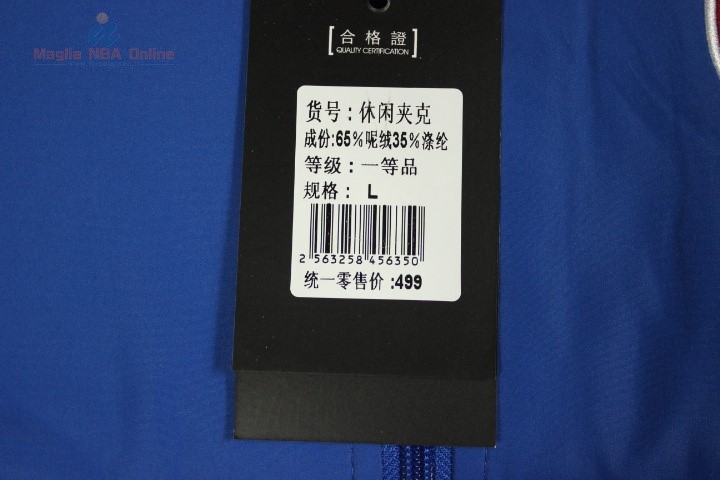 Maglia NBA Online
合格證
QUALITY CERTIFICATION
货号：休闲夹克
成份:65%呢绒35%涤纶
等级：一等品
规格： L
2 563258 456350
统一零售价 :499